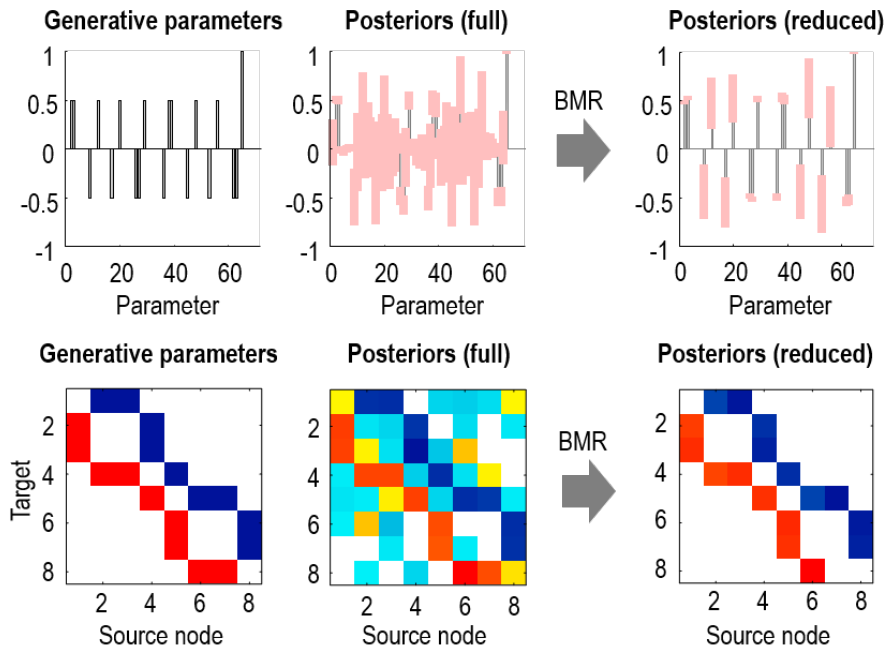 Generative parameters
Posteriors (full)
Posteriors (reduced)
1
0.5
0
-0.5
-1
0 20 40 60
Parameter
1
0.5
0
-0.5
-1
0 20 40 60
Parameter
BMR
1
0.5
0
-0.5
-1
0 20 40 60
Parameter
Generative parameters
Posteriors (full)
Posteriors (reduced)
Target
2
4
6
8
2 4 6 8
Source node
2
4
6
8
2 4 6 8
Source node
BMR
2
4
6
8
2 4 6 8
Source node